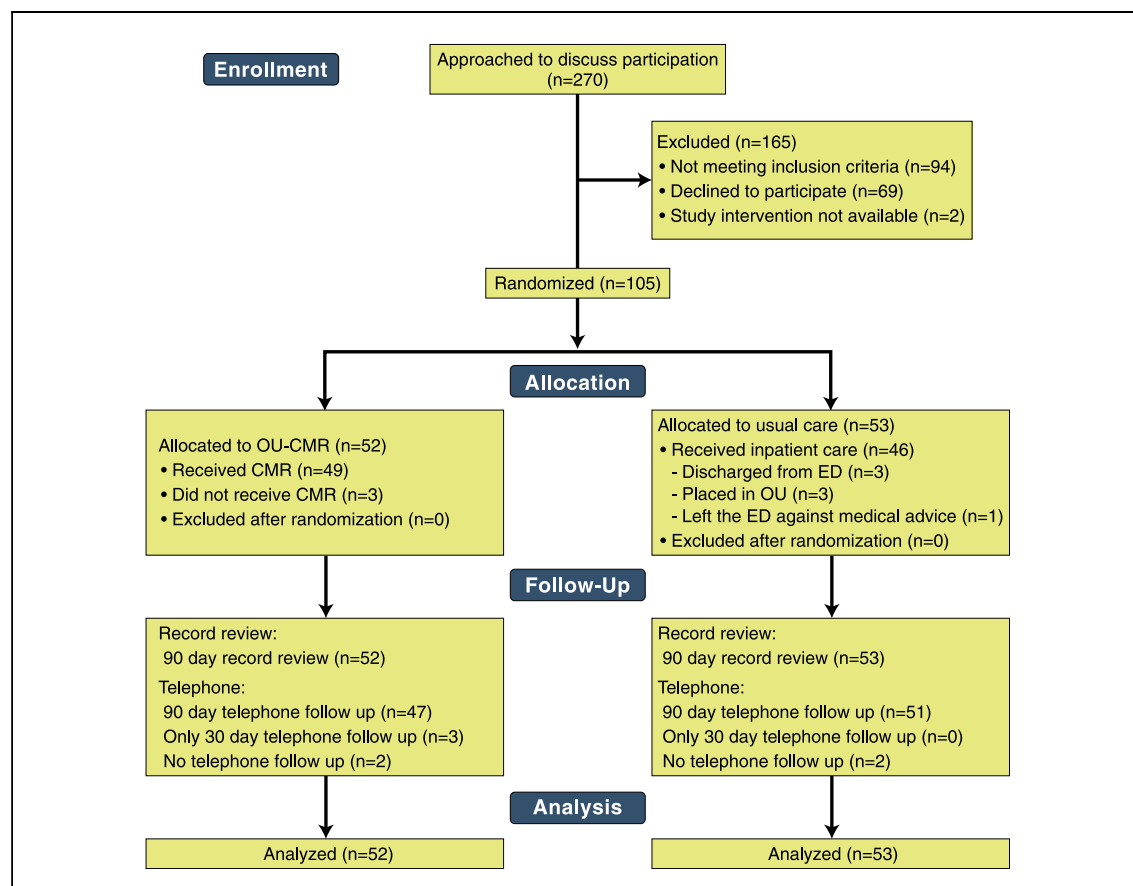 Enrollment
Approached to discuss participation
(n=270)
Excluded (n=165)
• Not meeting inclusion criteria (n=94)
• Declined to participate (n=69)
• Study intervention not available (n=2)
Randomized (n=105)
Allocation
Allocated to OU-CMR (n=52)
• Received CMR (n=49)
• Did not receive CMR (n=3)
• Excluded after randomization (n=0)
Allocated to usual care (n=53)
• Received inpatient care (n=46)
- Discharged from ED (n=3)
- Placed in OU (n=3)
- Left the ED against medical advice (n=1)
• Excluded after randomization (n=0)
Follow-Up
Record review:
90 day record review (n=52)
Telephone:
90 day telephone follow up (n=47)
Only 30 day telephone follow up (n=3)
No telephone follow up (n=2)
Record review:
90 day record review (n=53)
Telephone:
90 day telephone follow up (n=51)
Only 30 day telephone follow up (n=0)
No telephone follow up (n=2)
Analysis
Analyzed (n=52)
Analyzed (n=53)